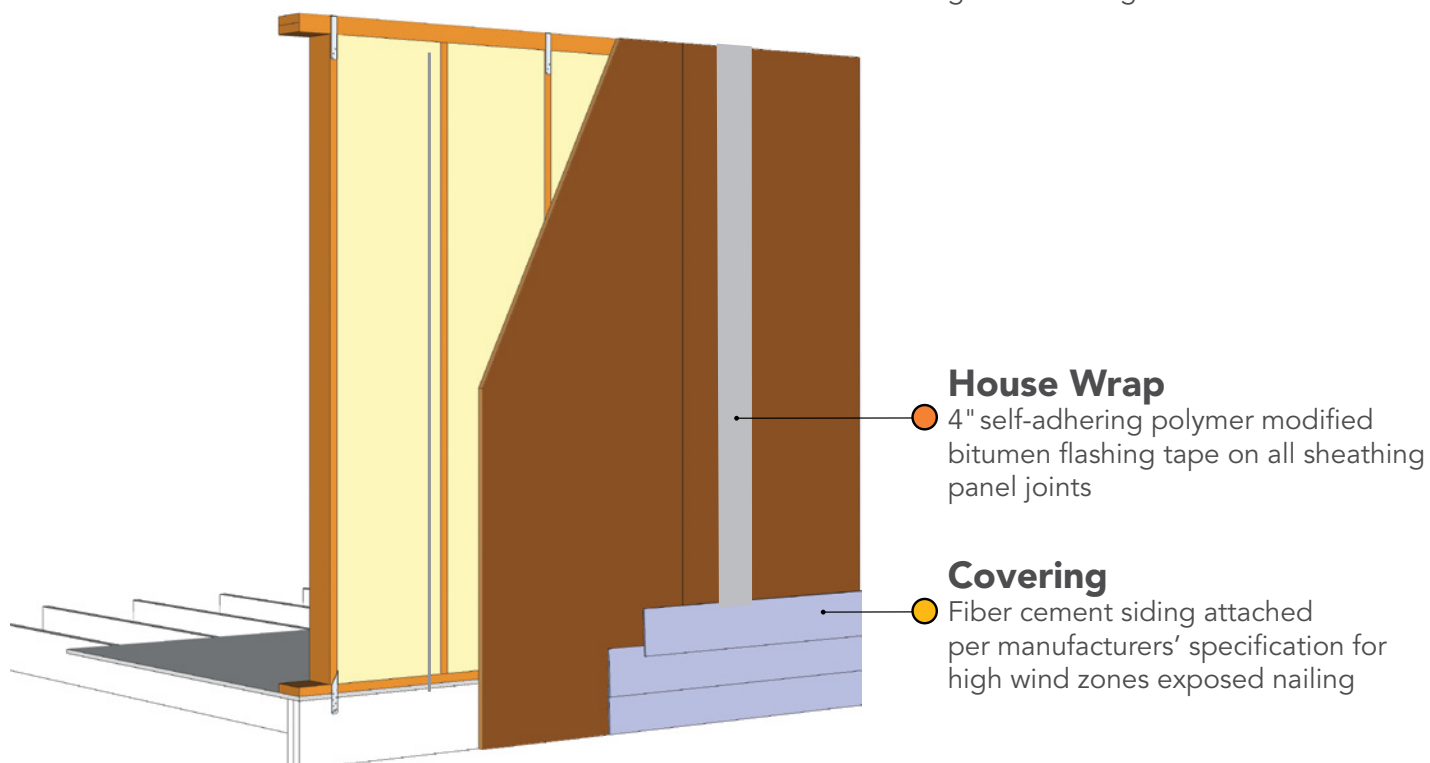 House Wrap
4" self-adhering polymer modified
bitumen flashing tape on all sheathing
panel joints
Covering
Fiber cement siding attached
per manufacturers’ specification for
high wind zones exposed nailing